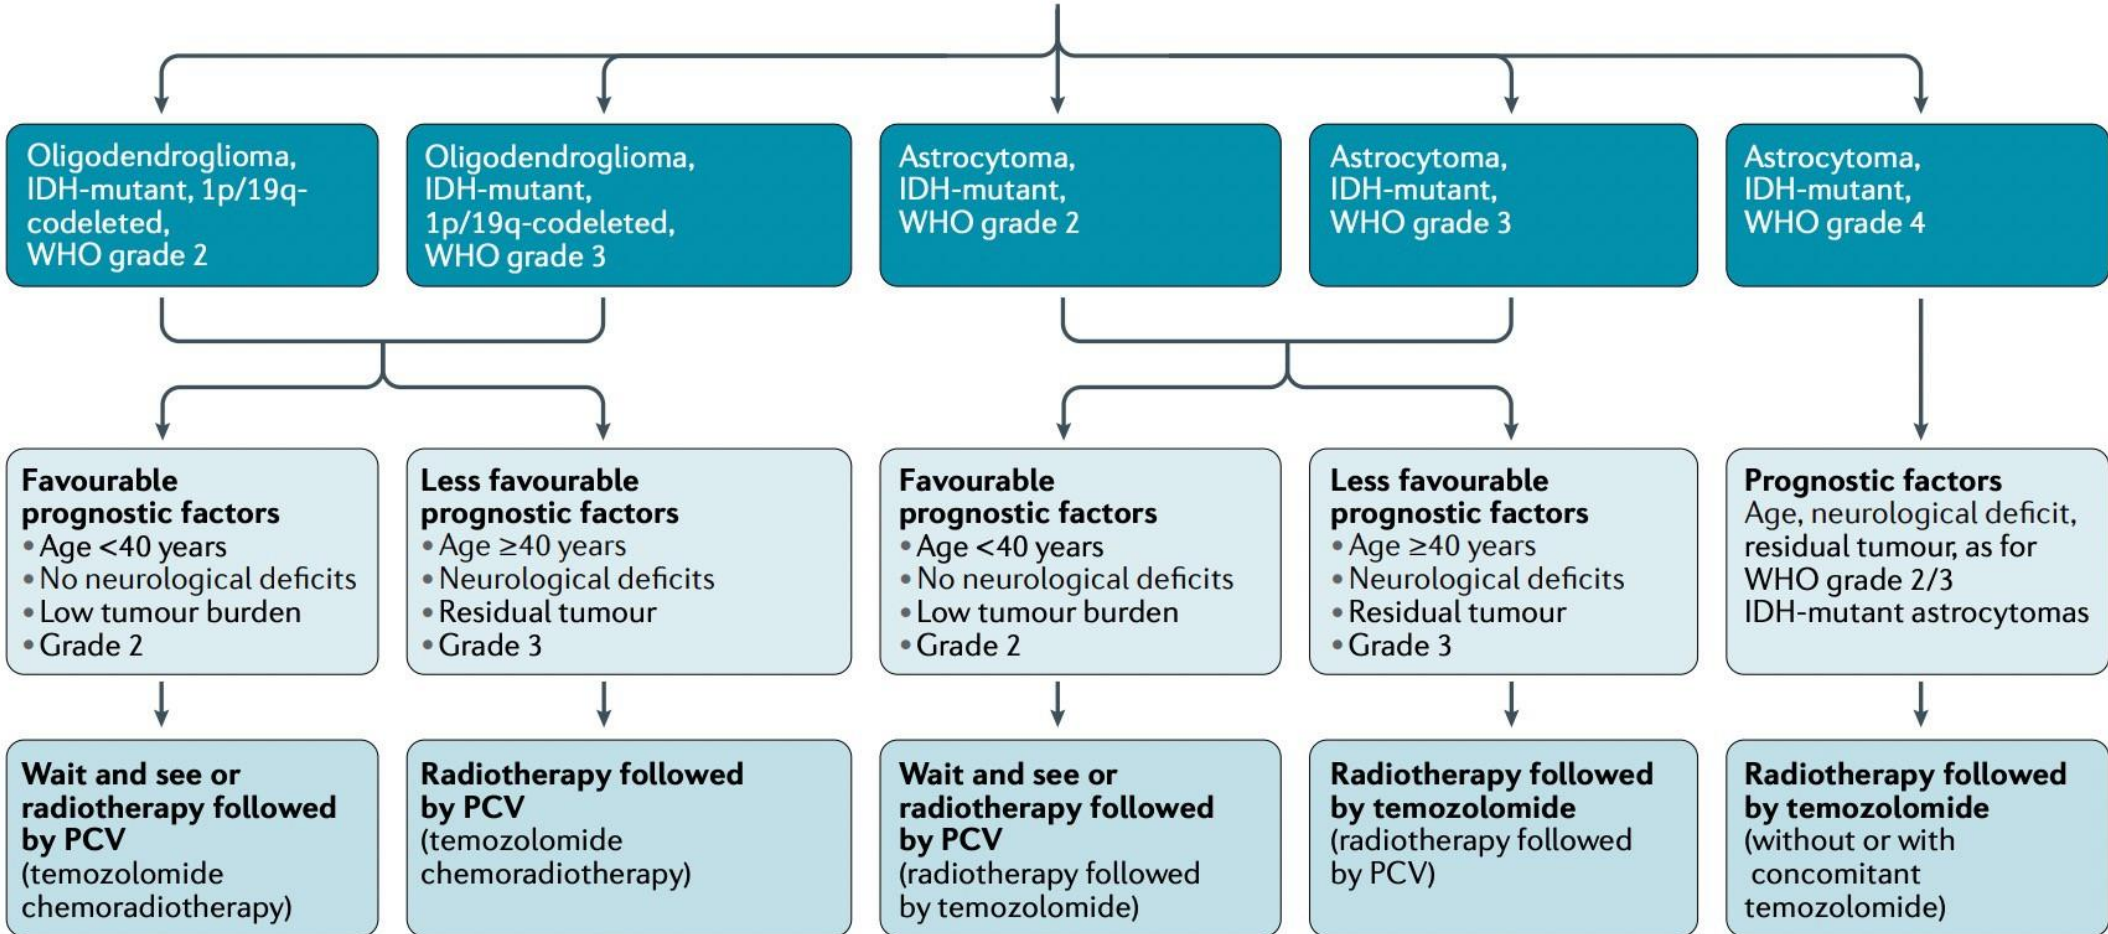 Oligodendroglioma,
IDH-mutant, 1p/19q-
codeleted,
WHO grade 2
Oligodendroglioma,
IDH-mutant,
1p/19q-codeleted,
WHO grade 3
Astrocytoma,
IDH-mutant,
WHO grade 2
Astrocytoma,
IDH-mutant,
WHO grade 3
Astrocytoma,
IDH-mutant,
WHO grade 4
Favourable
prognostic factors
• Age <40 years
• No neurological deficits
• Low tumour burden
• Grade 2
Less favourable
prognostic factors
• Age ≥40 years
• Neurological deficits
• Residual tumour
• Grade 3
Favourable
prognostic factors
• Age <40 years
• No neurological deficits
• Low tumour burden
• Grade 2
Less favourable
prognostic factors
• Age ≥40 years
• Neurological deficits
• Residual tumour
• Grade 3
Prognostic factors
Age, neurological deficit,
residual tumour, as for
WHO grade 2/3
IDH-mutant astrocytomas
Wait and see or
radiotherapy followed
by PCV
(temozolomide
chemoradiotherapy)
Radiotherapy followed
by PCV
(temozolomide
chemoradiotherapy)
Wait and see or
radiotherapy followed
by PCV
(radiotherapy followed
by temozolomide)
Radiotherapy followed
by temozolomide
(radiotherapy followed
by PCV)
Radiotherapy followed
by temozolomide
(without or with
concomitant
temozolomide)